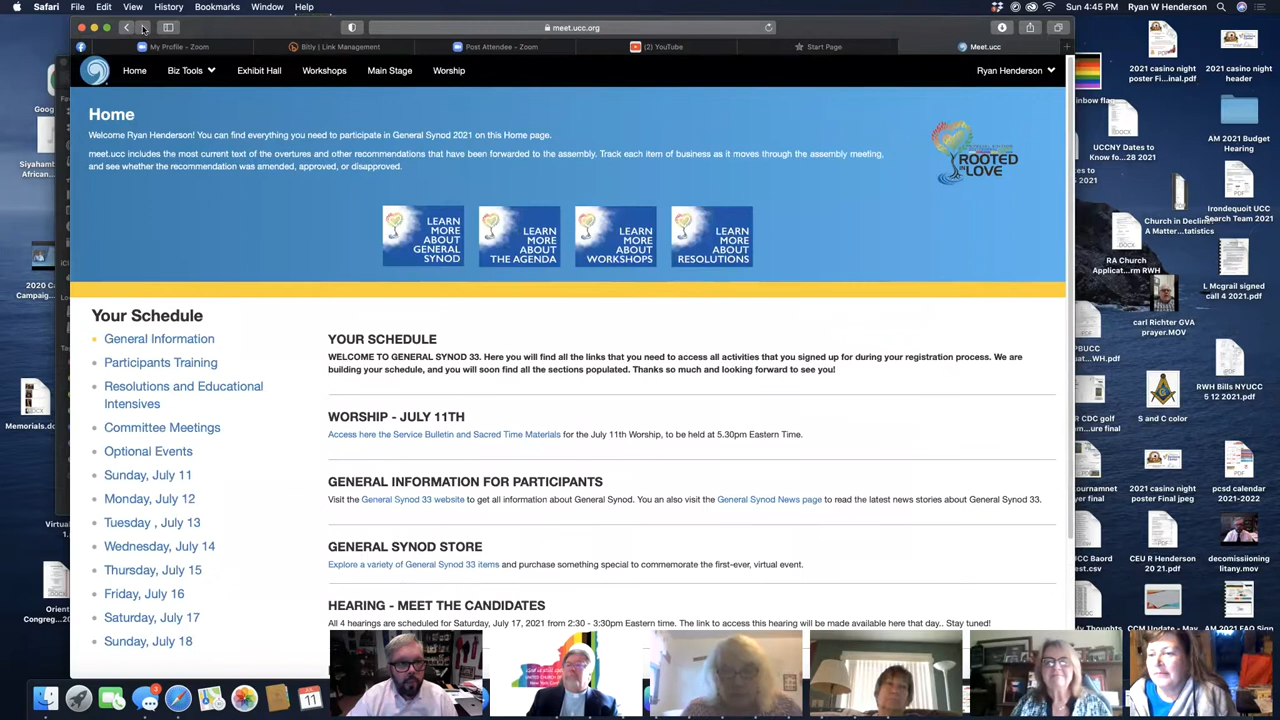 Safari File Edit View History Bookmarks Window Help
Sun 4:45 PM Ryan W Henderson
meet.ucc.org
My Profile - Zoom
Bitly | Link Management
Post Attendee - Zoom
(2) YouTube
Start Page
Meet.ucc
Home Biz Tools Exhibit Hall Workshops Main Stage Worship
Ryan Henderson
Home
Welcome Ryan Henderson! You can find everything you need to participate in General Synod 2021 on this Home page.
meet.ucc includes the most current text of the overtures and other recommendations that have been forwarded to the assembly. Track each item of business as it moves through the assembly meeting,
and see whether the recommendation was amended, approved, or disapproved.
ROOTED
IN LOVE
LEARN
MORE
ABOUT
GENERAL
SYNOD
LEARN
MORE
ABOUT
THE AGENDA
LEARN
MORE
ABOUT
WORKSHOPS
LEARN
MORE
ABOUT
RESOLUTIONS
Your Schedule
General Information
Participants Training
Resolutions and Educational
Intensives
Committee Meetings
Optional Events
Sunday, July 11
Monday, July 12
Tuesday , July 13
Wednesday, July 14
Thursday, July 15
Friday, July 16
Saturday, July 17
Sunday, July 18
YOUR SCHEDULE
WELCOME TO GENERAL SYNOD 33. Here you will find all the links that you need to access all activities that you signed up for during your registration process. We are
building your schedule, and you will soon find all the sections populated. Thanks so much and looking forward to see you!
WORSHIP - JULY 11TH
Access here the Service Bulletin and Sacred Time Materials for the July 11th Worship, to be held at 5.30pm Eastern Time.
GENERAL INFORMATION FOR PARTICIPANTS
Visit the General Synod 33 website to get all information about General Synod. You an also visit the General Synod News page to read the latest news stories about General Synod 33.
GENERAL SYNOD STORE
Explore a variety of General Synod 33 items and purchase something special to commemorate the first-ever, virtual event.
HEARING - MEET THE CANDIDATES
All 4 hearings are scheduled for Saturday, July 17, 2021 from 2:30 - 3:30pm Eastern time. The link to access this hearing will be made available here that day.. Stay tuned!
2021 casino night
poster Fi...inal.pdf
2021 casino night
header
UCCNY Dates to
Know fo...28 2021
AM 2021 Budget
Hearing
Church in Decline
A Matter...tatistics
Irondequoit UCC
Search Team 2021
RA Church
Applicat...rm RWH
L Mcgrail signed
call 4 2021.pdf
carl Richter GVA
prayer.MOV
RWH Bills NYUCC
5 12 2021.pdf
S and C color
2021 casino night
poster Final jpeg
pcsd calendar
2021-2022
CEU R Henderson
20 21.pdf
decomissioning
litany.mov
CCM Update - May
AM 2021 FAQ Sign
Siyahamb
African...
2020 C
Campaig...
Memorials.do
Virtual
1.
Orient
Congreg...
3
11